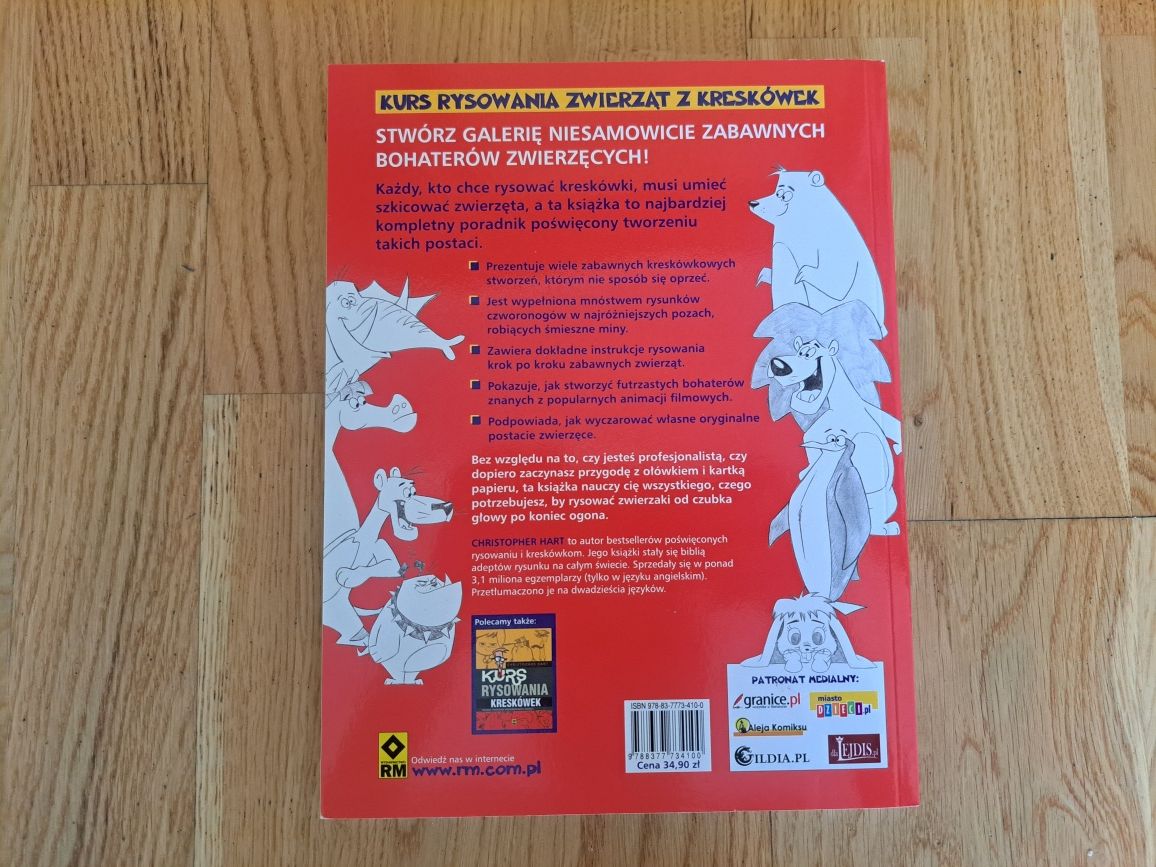 KURS RYSOWANIA ZWIERZĄT Z KRESKÓWEK
STWÓRZ GALERIĘ NIESAMOWICIE ZABAWNYCH
BOHATERÓW ZWIERZĘCYCH!
Każdy, kto chce rysować kreskówki, musi umieć
szkicować zwierzęta, a ta książka to najbardziej
kompletny poradnik poświęcony tworzeniu
takich postaci.
Prezentuje wiele zabawnych kreskówkowych
stworzeń, którym nie sposób się oprzeć.
Jest wypełniona mnóstwem rysunków
czworonogów w najróżniejszych pozach,
robiących śmieszne miny.
Zawiera dokładne instrukcje rysowania
krok po kroku zabawnych zwierząt.
Pokazuje, jak stworzyć futrzastych bohaterów
znanych z popularnych animacji filmowych.
Podpowiada, jak wyczarować własne oryginalne
postacie zwierzęce.
Bez względu na to, czy jesteś profesjonalistą, czy
dopiero zaczynasz przygodę z ołówkiem i kartką
papieru, ta książka nauczy cię wszystkiego, czego
potrzebujesz, by rysować zwierzaki od czubka
głowy po koniec ogona.
CHRISTOPHER HART to autor bestsellerów poświęconych
rysowaniu i kreskówkom. Jego książki stały się biblią
adeptów rysunku na całym świecie. Sprzedały się w ponad
3,1 miliona egzemplarzy (tylko w języku angielskim).
Przetłumaczono je na dwadzieścia języków.
Polecamy także:
CHRISTOPHER HART
KURS
RYSOWANIA
KRESKÓWEK
RM
Odwiedź nas w internecie
www.rm.com.pl
ISBN 978-83-7773-410-0
9 788377 734100
Cena 34,90 zł
PATRONAT MEDIALNY:
granice.pl
miasto
DZIECI.pl
Aleja Komiksu
GILDIA.PL
dlaLEJDIS.pl